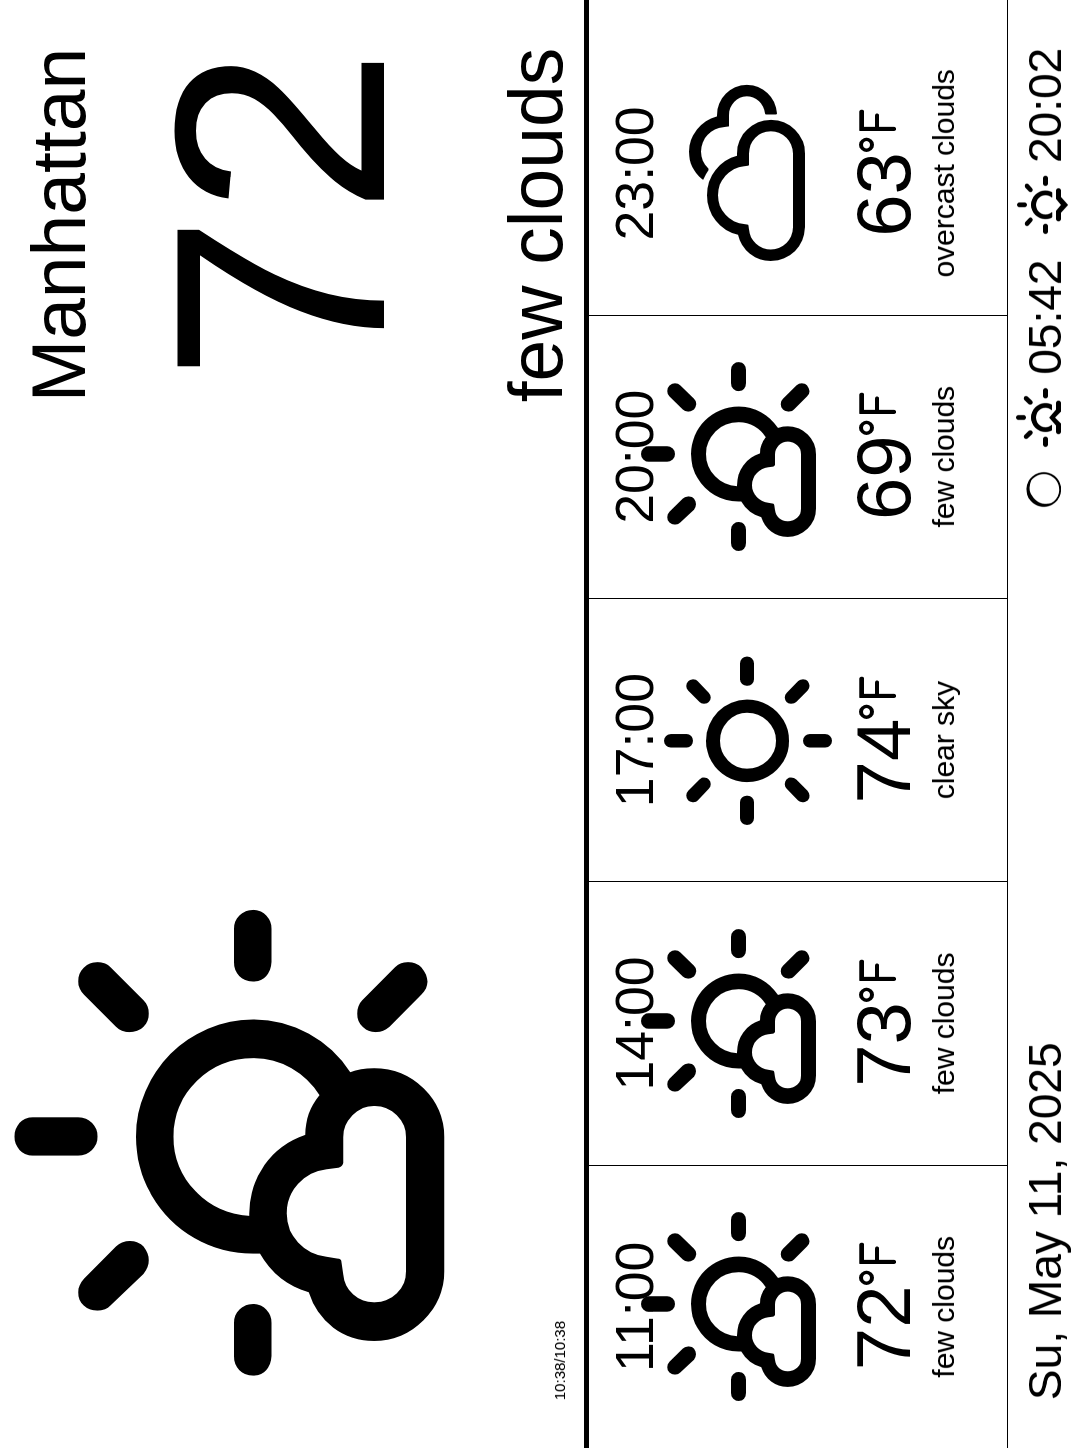 Manhattan
72
few clouds
10:38/10:38
11:00
72°F
few clouds
14:00
73°F
few clouds
17:00
74°F
clear sky
20:00
69°F
few clouds
23:00
63°F
overcast clouds
Su, May 11, 2025
05:42 20:02